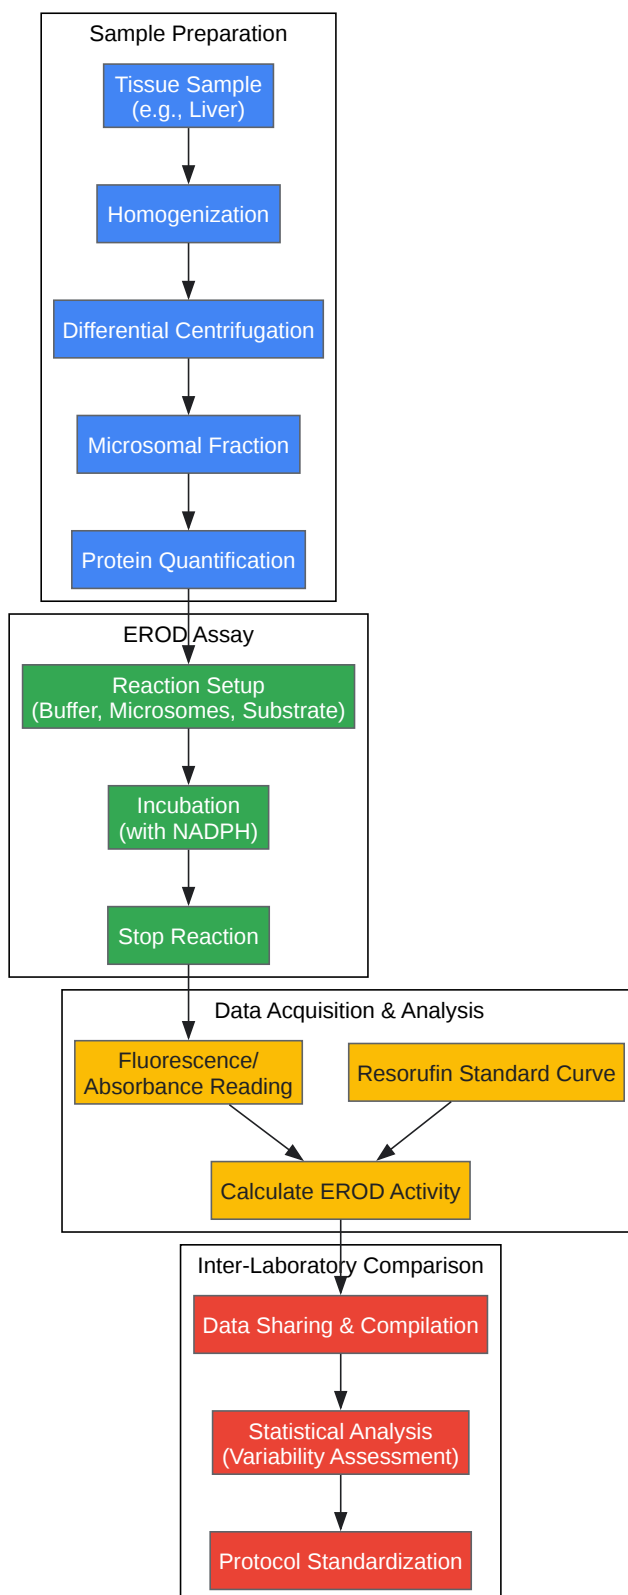 Sample Preparation
Tissue Sample
(e.g., Liver)
Homogenization
Differential Centrifugation
Microsomal Fraction
Protein Quantification
EROD Assay
Reaction Setup
(Buffer, Microsomes, Substrate)
Incubation
(with NADPH)
Stop Reaction
Data Acquisition & Analysis
Fluorescence/
Absorbance Reading
Resorufin Standard Curve
Calculate EROD Activity
Inter-Laboratory Comparison
Data Sharing & Compilation
Statistical Analysis
(Variability Assessment)
Protocol Standardization